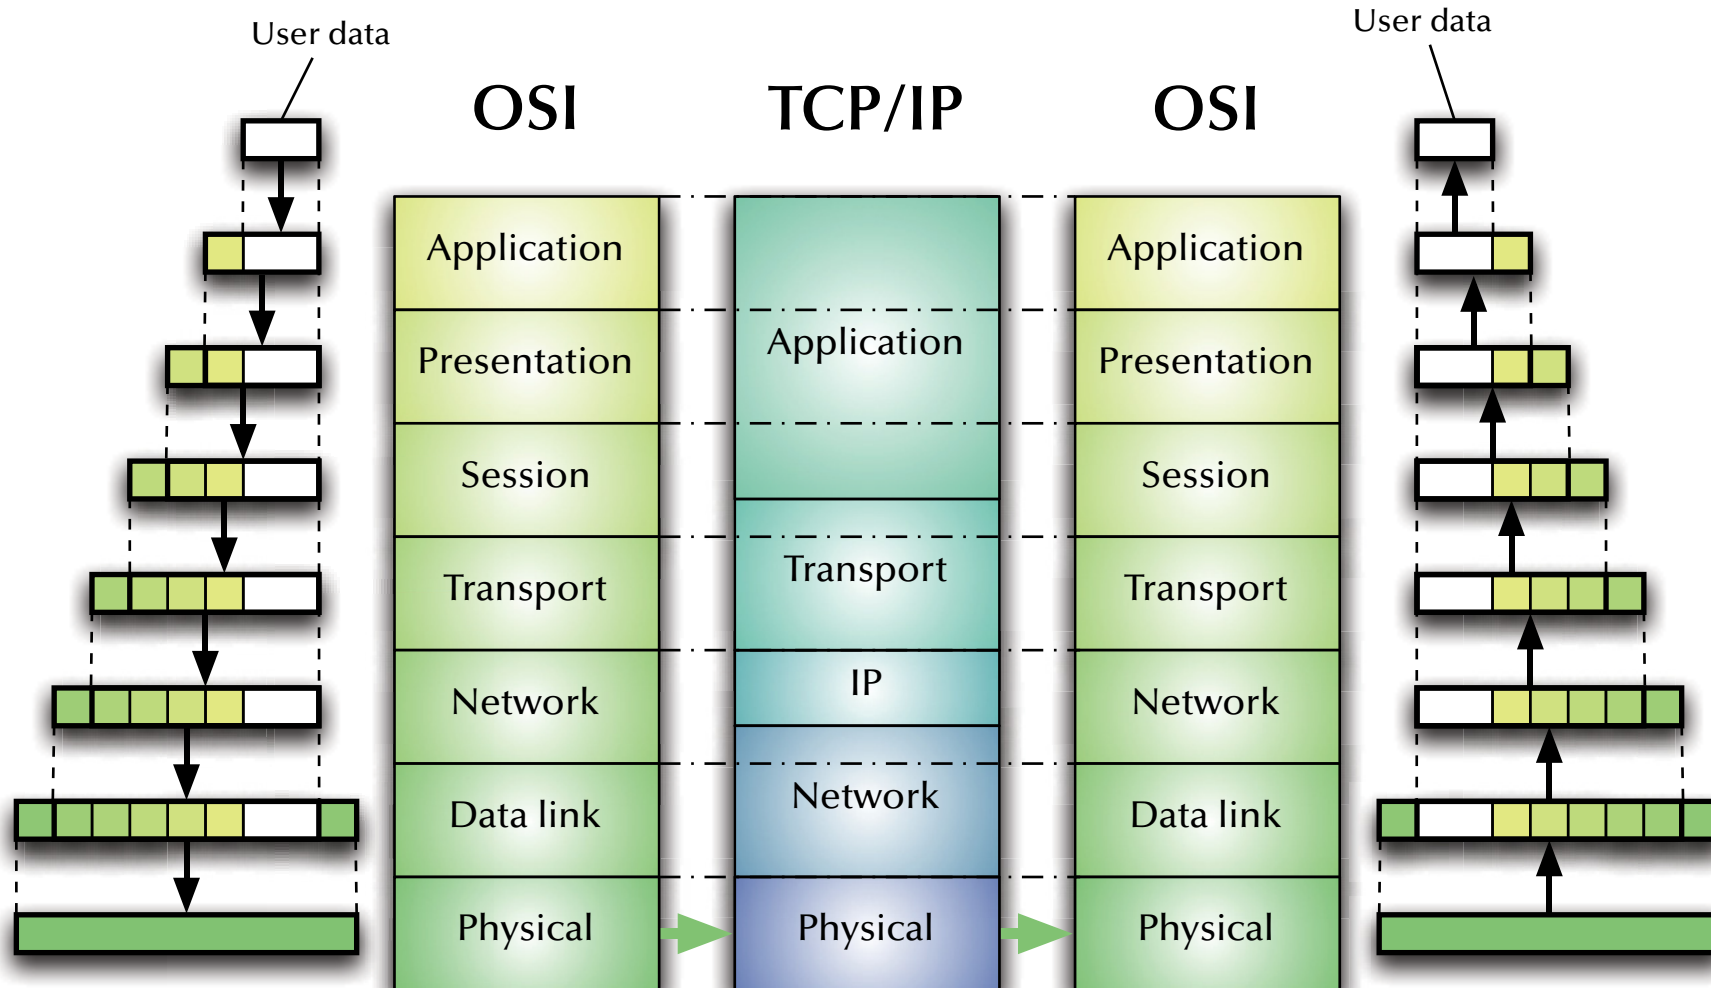 User data
User data
OSI
TCP/IP
OSI
Application
Presentation
Session
Transport
Network
Data link
Physical
Application
Transport
IP
Network
Physical
Application
Presentation
Session
Transport
Network
Data link
Physical